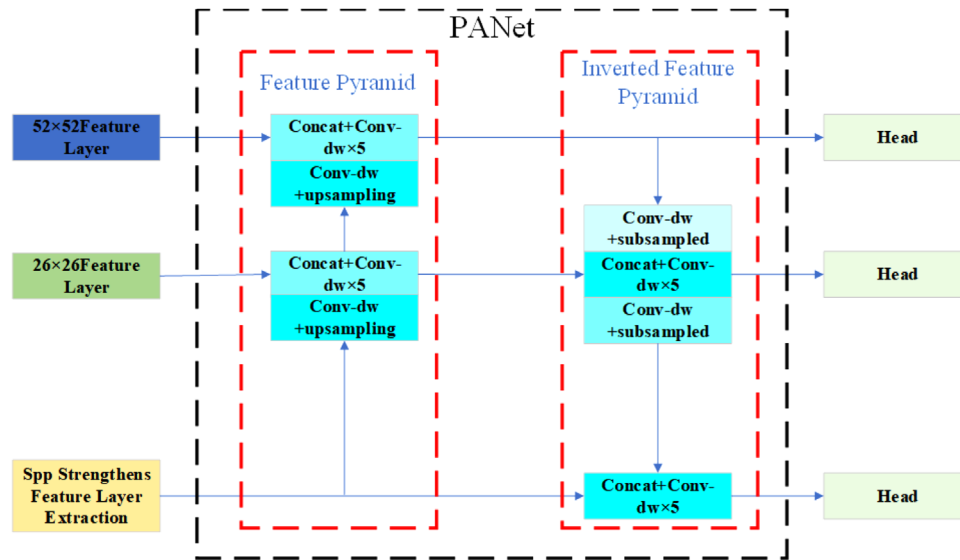 PANet
Feature Pyramid
Inverted Feature
Pyramid
52×52Feature
Layer
Concat+Conv-
dw×5
Conv-dw
+upsampling
Head
Conv-dw
+subsampled
26×26Feature
Layer
Concat+Conv-
dw×5
Conv-dw
+upsampling
Concat+Conv-
dw×5
Conv-dw
+subsampled
Head
Spp Strengthens
Feature Layer
Extraction
Concat+Conv-
dw×5
Head